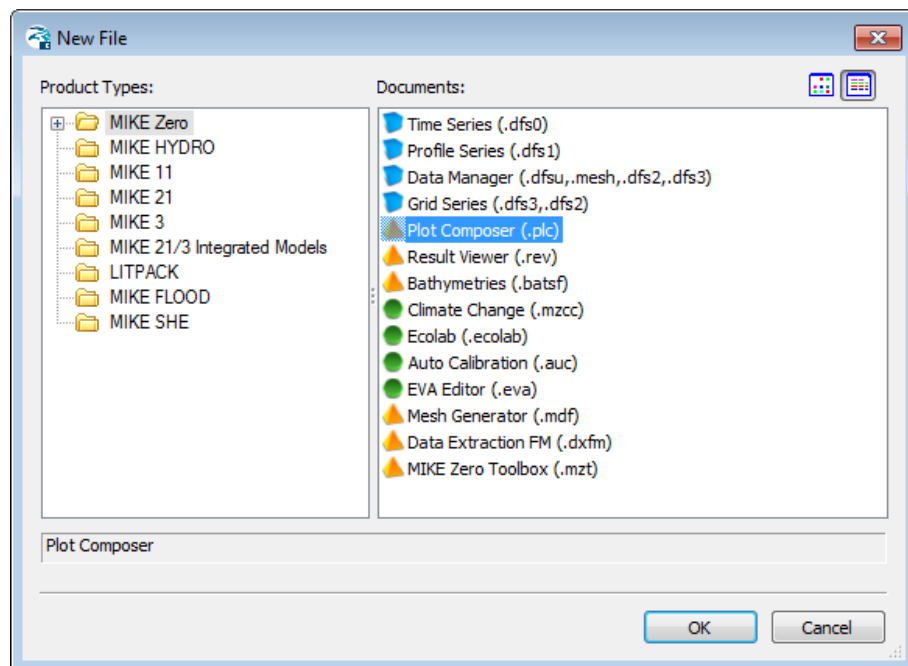 New File
Product Types:
Documents:
MIKE Zero
MIKE HYDRO
MIKE 11
MIKE 21
MIKE 3
MIKE 21/3 Integrated Models
LITPACK
MIKE FLOOD
MIKE SHE
Time Series (.dfs0)
Profile Series (.dfs1)
Data Manager (.dfsu,.mesh,.dfs2,.dfs3)
Grid Series (.dfs3,.dfs2)
Plot Composer (.plc)
Result Viewer (.rev)
Bathymetries (.batsf)
Climate Change (.mzcc)
Ecolab (.ecolab)
Auto Calibration (.auc)
EVA Editor (.eva)
Mesh Generator (.mdf)
Data Extraction FM (.dxfm)
MIKE Zero Toolbox (.mzt)
Plot Composer
OK
Cancel